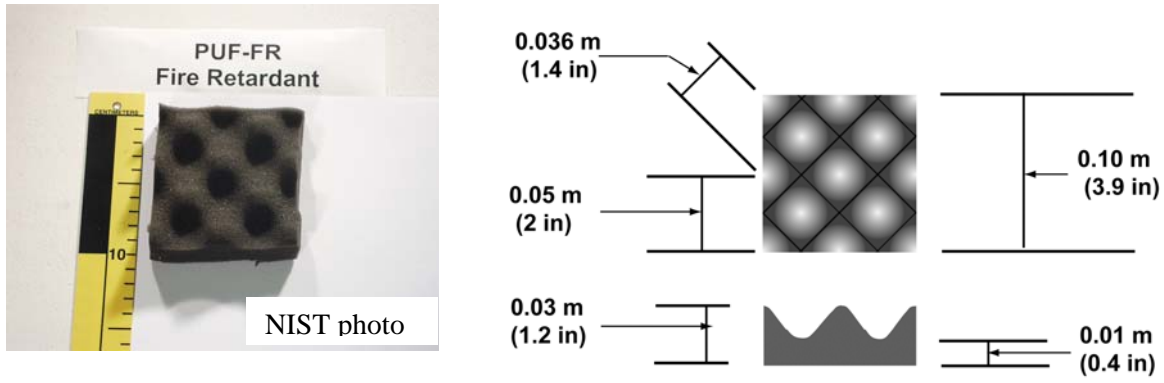 PUF-FR
Fire Retardant
CENTIMETERS
10
NIST photo
0.036 m
(1.4 in)
0.05 m
(2 in)
0.10 m
(3.9 in)
0.03 m
(1.2 in)
0.01 m
(0.4 in)